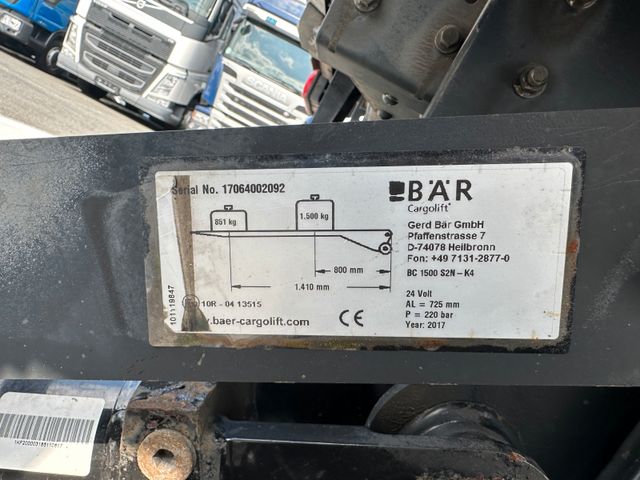 Serial No. 17064002092
851 kg
1.500 kg
800 mm
1.410 mm
10R - 04 13515
.baer-cargolift.com
CE
BÄR
Cargolift
Gerd Bär GmbH
Pfaffenstrasse 7
D-74078 Heilbronn
Fon: +49 7131-2877-0
BC 1500 S2N - K4
24 Volt
AL = 725 mm
P = 220 bar
Year: 2017